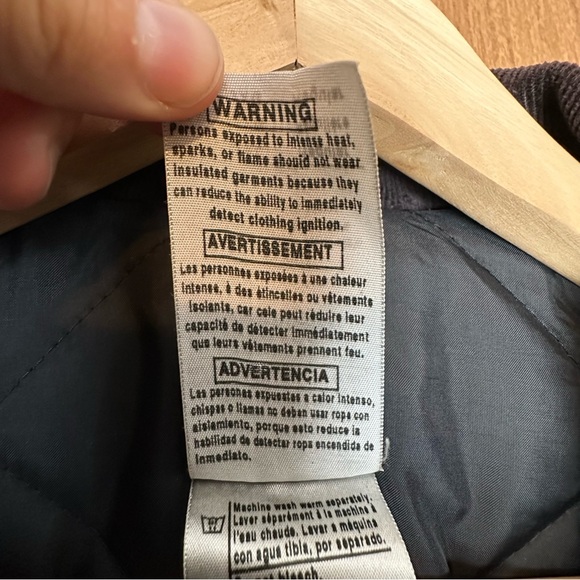 WARNING
Persons exposed to intense heat,
sparks, or flame should not wear
insulated garments because they
can reduce the ability to immediately
detect clothing ignition.
AVERTISSEMENT
Les personnes exposées à une chaleur
intense, à des étincelles ou vêtements
isolants, car cele peut réduire leur
capacité de détecter immédiatement
que leurs vêtements prennent feu.
ADVERTENCIA
Las personas expuestas a calor intenso,
chispas o llamas no deban usar ropa con
aislamiento, porque esto reduce la
habilidad de detectar ropa encendida de
inmediato.
Machine wash warm separately.
Laver séparément à la machine à
l'eau chaude. Lavar a máquina
con agua tibia, por separado.
bleach.